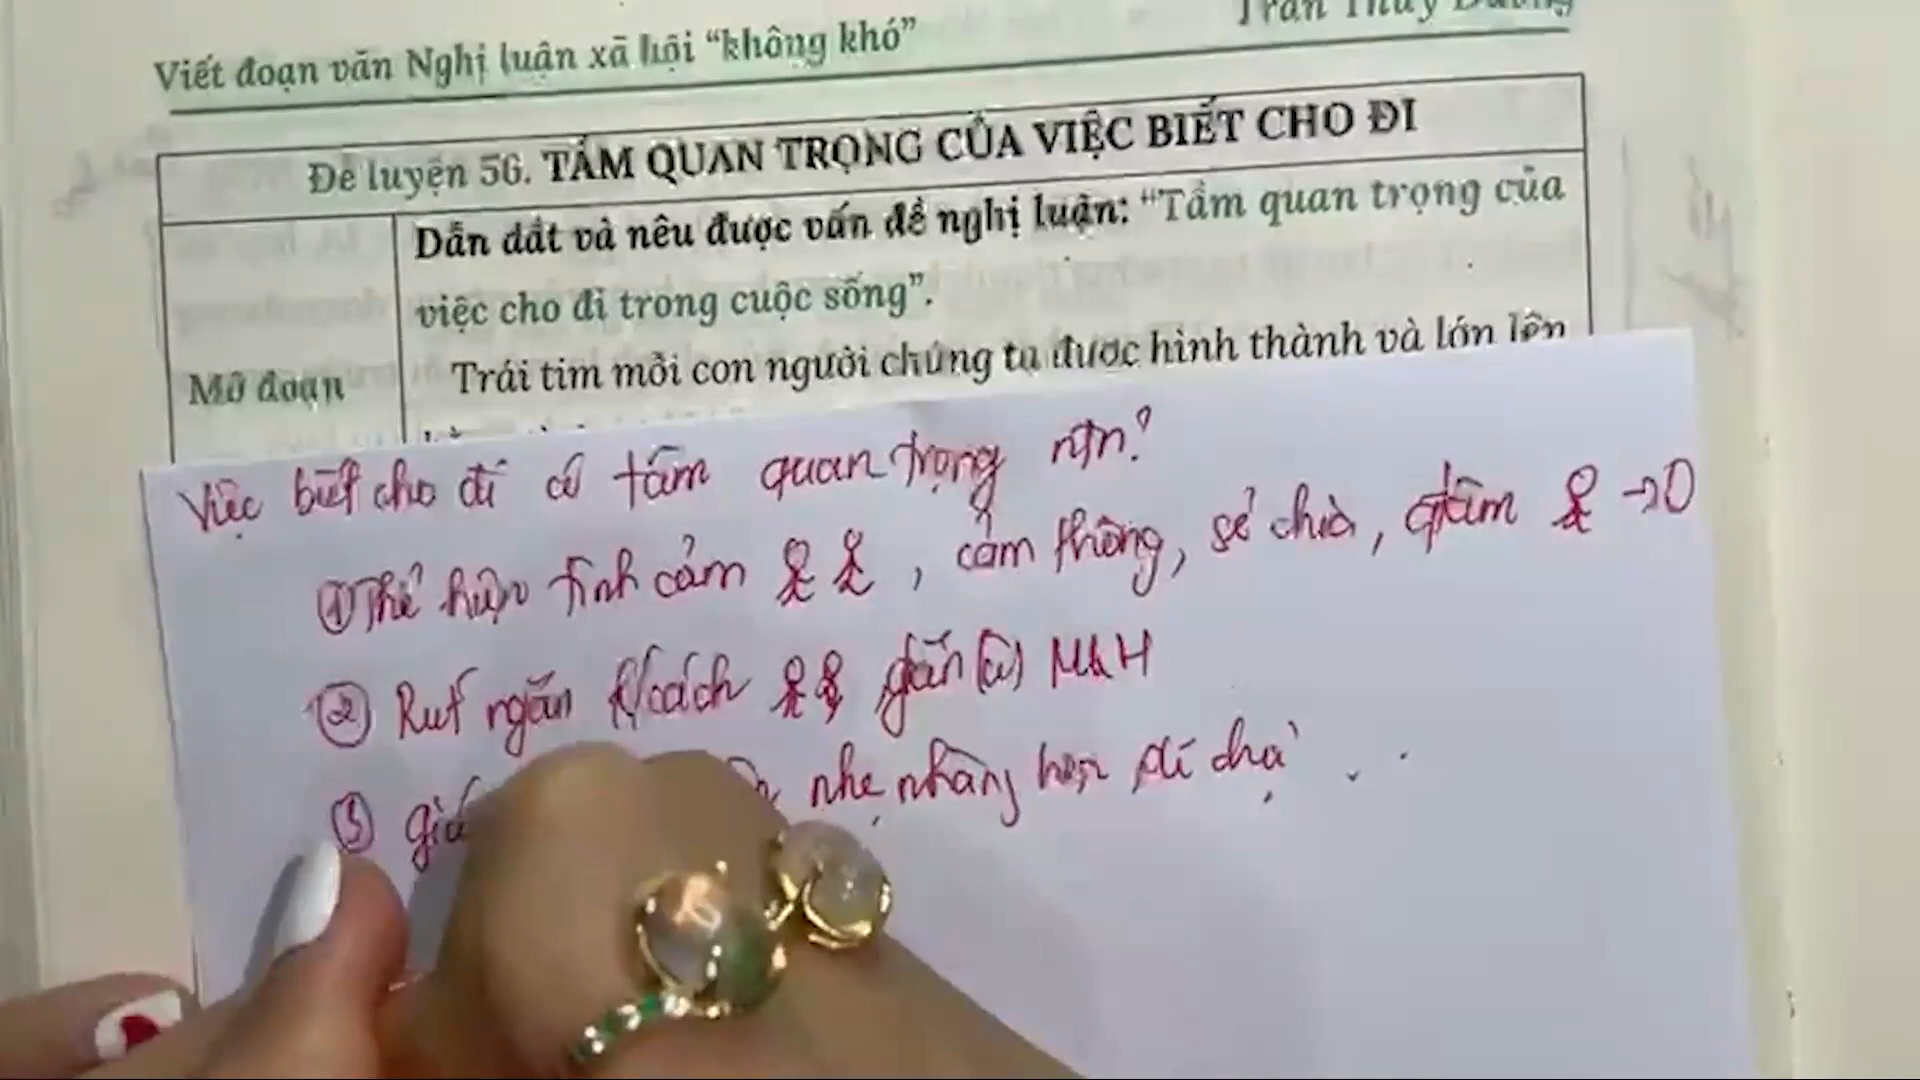 Viết đoạn văn Nghị luận xã hội “không khó”
Trần Thùy Dương
Đề luyện 56. TẦM QUAN TRỌNG CỦA VIỆC BIẾT CHO ĐI
Dẫn dắt và nêu được vấn đề nghị luận: “Tầm quan trọng của
việc cho đi trong cuộc sống”.
Mở đoạn
Trái tim mỗi con người chúng ta được hình thành và lớn lên
Việc biết cho đi có tầm quan trọng ntn?
① Thể hiện tình cảm , cảm thông, sẻ chia,
② Rút ngắn k/cách gắn MQH
③ nhẹ nhàng hơn